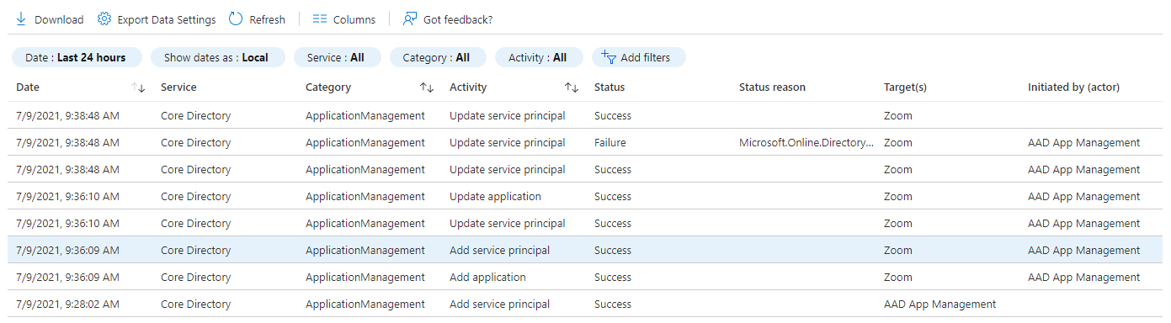 Download Export Data Settings Refresh Columns Got feedback?
Date : Last 24 hours Show dates as : Local Service : All Category : All Activity : All Add filters
Date Service Category Activity Status Status reason Target(s) Initiated by (actor)
7/9/2021, 9:38:48 AM Core Directory ApplicationManagement Update service principal Success Zoom
7/9/2021, 9:38:48 AM Core Directory ApplicationManagement Update service principal Failure Microsoft.Online.Directory... Zoom AAD App Management
7/9/2021, 9:38:48 AM Core Directory ApplicationManagement Update service principal Success Zoom AAD App Management
7/9/2021, 9:36:10 AM Core Directory ApplicationManagement Update application Success Zoom AAD App Management
7/9/2021, 9:36:10 AM Core Directory ApplicationManagement Update service principal Success Zoom AAD App Management
7/9/2021, 9:36:09 AM Core Directory ApplicationManagement Add service principal Success Zoom AAD App Management
7/9/2021, 9:36:09 AM Core Directory ApplicationManagement Add application Success Zoom AAD App Management
7/9/2021, 9:28:02 AM Core Directory ApplicationManagement Add service principal Success AAD App Management